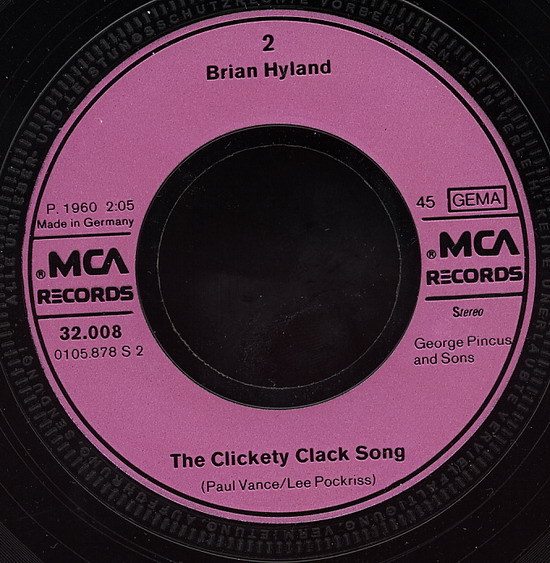 2
Brian Hyland
P. 1960 2:05
Made in Germany
® MCA
RECORDS
32.008
0105.878 S 2
45 GEMA
® MCA
RECORDS
Stereo
George Pincus
and Sons
The Clickety Clack Song
(Paul Vance/Lee Pockriss)